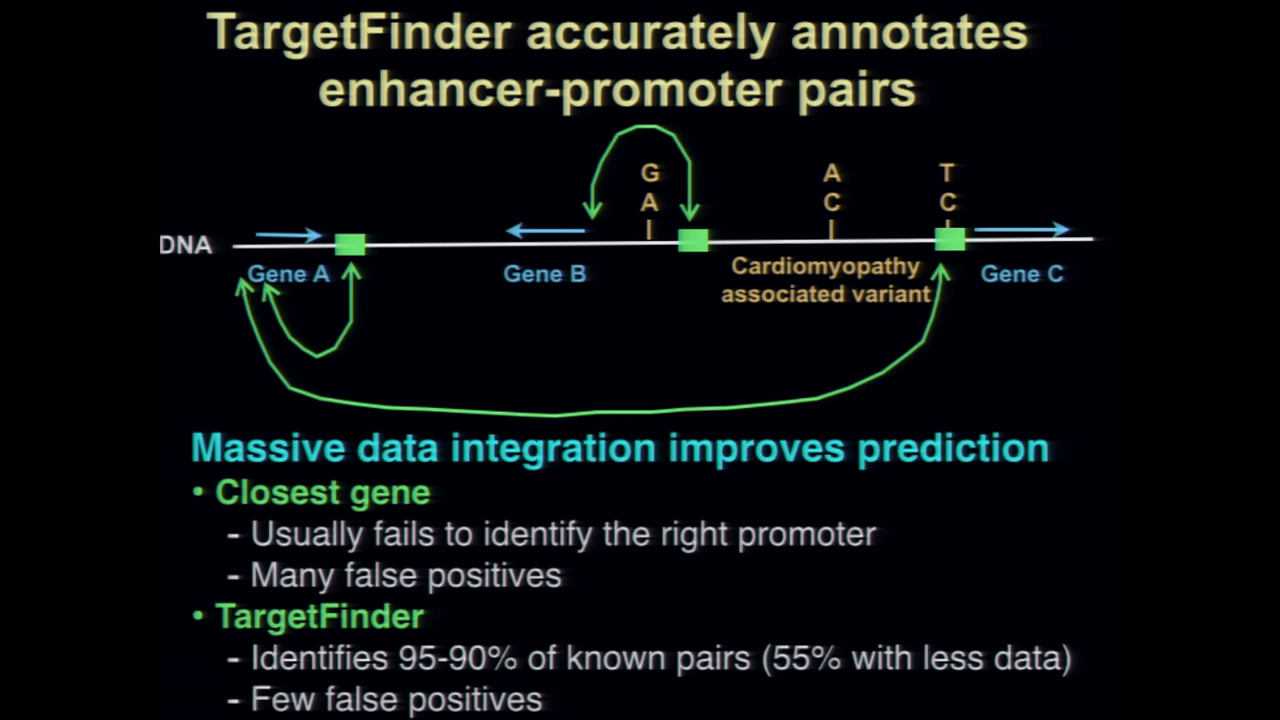 TargetFinder accurately annotates
enhancer-promoter pairs
G A T
A C C
DNA
Gene A
Gene B
Cardiomyopathy
associated variant
Gene C
Massive data integration improves prediction
• Closest gene
- Usually fails to identify the right promoter
- Many false positives
• TargetFinder
- Identifies 95-90% of known pairs (55% with less data)
- Few false positives